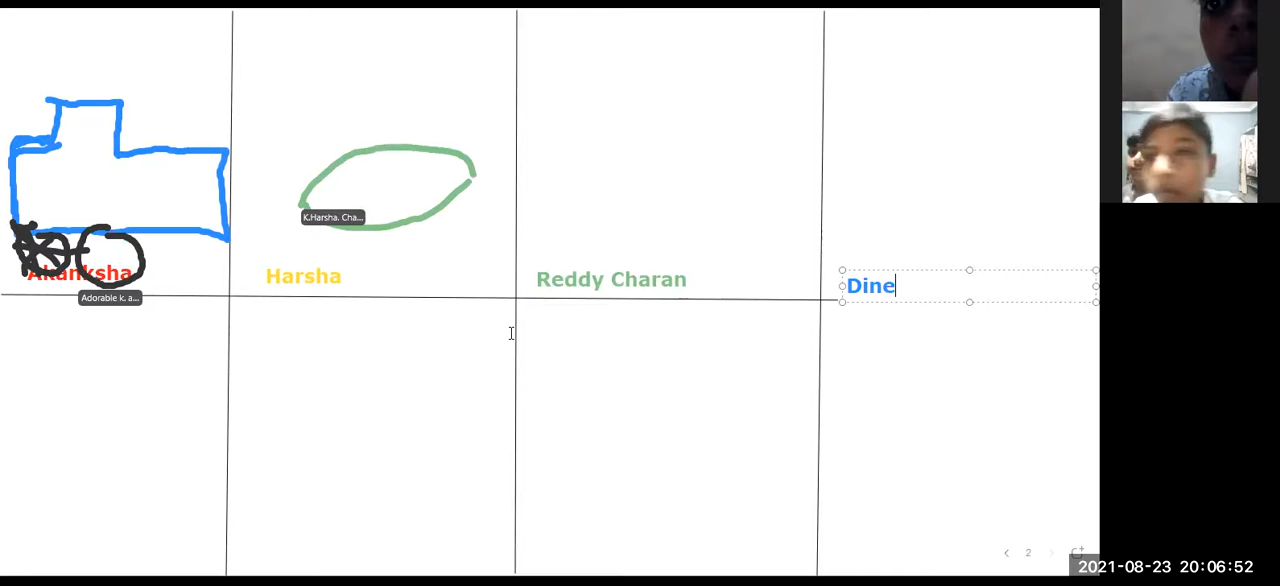 K.Harsha. Cha...
Akanksha
Harsha
Reddy Charan
Dine
Adorable k. a...
2
2021-08-23 20:06:52